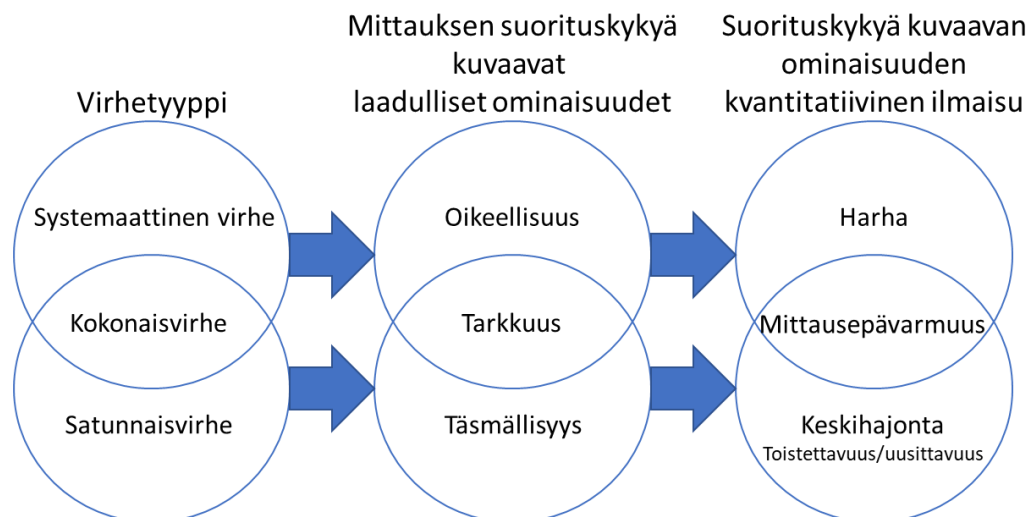 Virhetyyppi
Mittauksen suorituskykyä
kuvaavat
laadulliset ominaisuudet
Suorituskykyä kuvaavan
ominaisuuden
kvantitatiivinen ilmaisu
Systemaattinen virhe
Oikeellisuus
Harha
Kokonaisvirhe
Tarkkuus
Mittausepävarmuus
Satunnaisvirhe
Täsmällisyys
Keskihajonta
Toistettavuus/uusittavuus